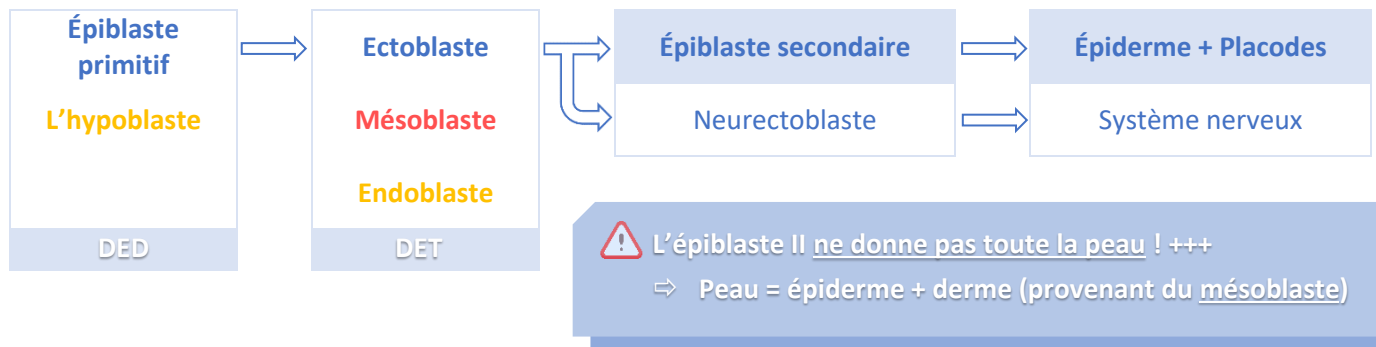 Épiblaste
primitif
L'hypoblaste
DED
Ectoblaste
Mésoblaste
Endoblaste
DET
Épiblaste secondaire
Neurectoblaste
Épiderme + Placodes
Système nerveux
L'épiblaste II ne donne pas toute la peau ! +++
⇨ Peau = épiderme + derme (provenant du mésoblaste)